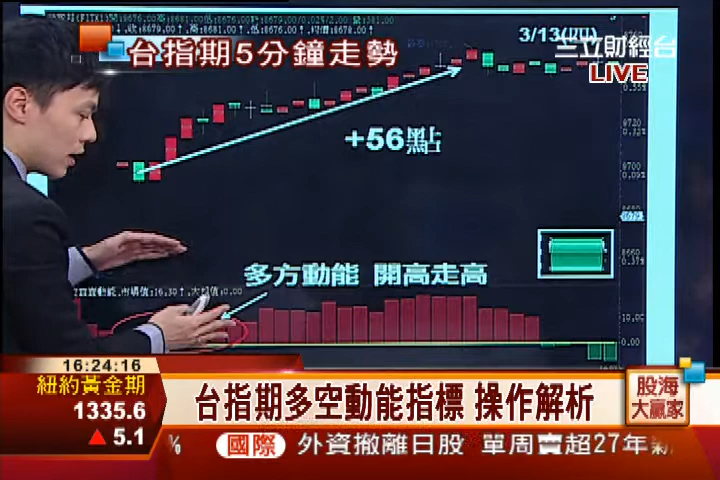 台指期5分鐘走勢
3/13(四)
三立財經台
LIVE
+56點
多方動能 開高走高
16:24:16
紐約黃金期
1335.6
▲5.1
台指期多空動能指標 操作解析
股海
大贏家
% 國際 外資撤離日股 單周賣超27年新